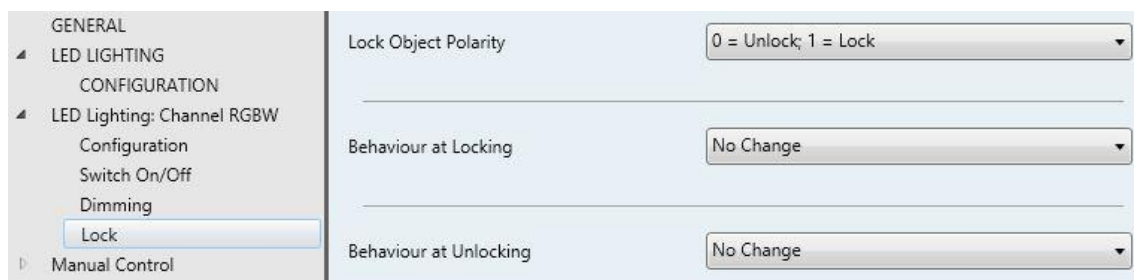 GENERAL
LED LIGHTING
CONFIGURATION
LED Lighting: Channel RGBW
Configuration
Switch On/Off
Dimming
Lock
Manual Control
Lock Object Polarity
0 = Unlock; 1 = Lock
Behaviour at Locking
No Change
Behaviour at Unlocking
No Change